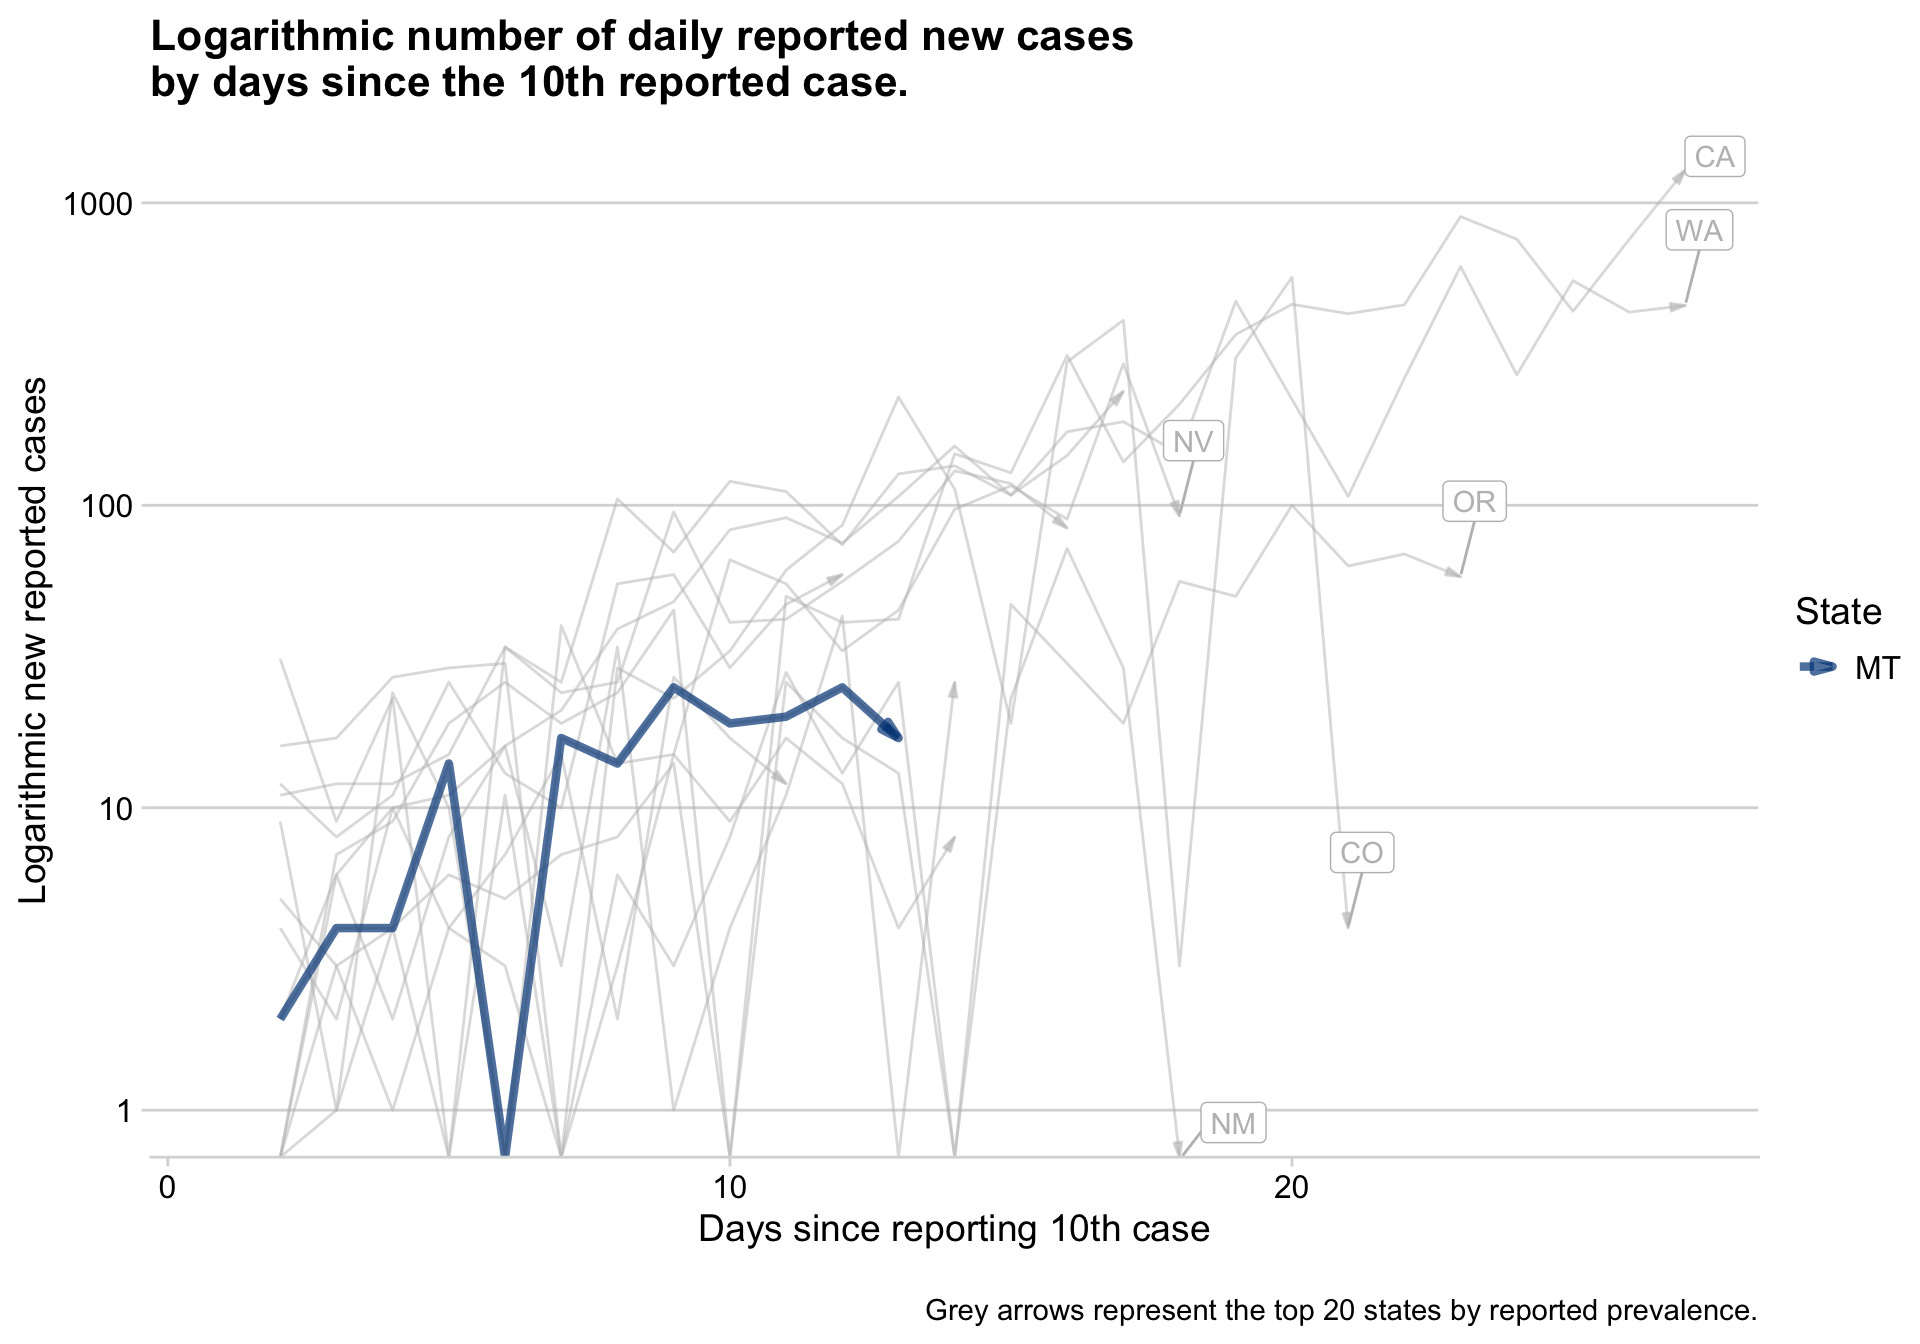 Logarithmic number of daily reported new cases
by days since the 10th reported case.
Logarithmic new reported cases
1000
100
10
1
CA
WA
NV
OR
CO
NM
State
MT
0
10
20
Days since reporting 10th case
Grey arrows represent the top 20 states by reported prevalence.